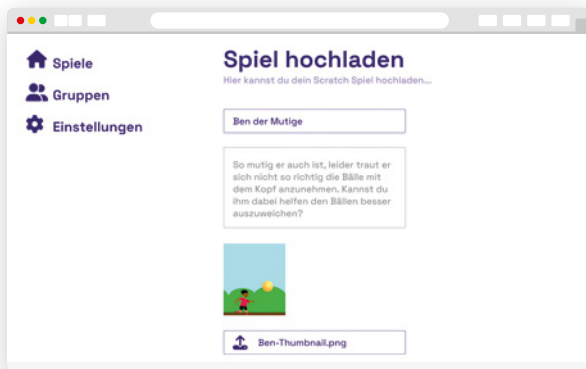 Spiele
Gruppen
Einstellungen
Spiel hochladen
Hier kannst du dein Scratch Spiel hochladen...
Ben der Mutige
So mutig er auch ist, leider traut er
sich nicht so richtig die Bälle mit
dem Kopf anzunehmen. Kannst du
ihm dabei helfen den Bällen besser
auszuweichen?
Ben-Thumbnail.png